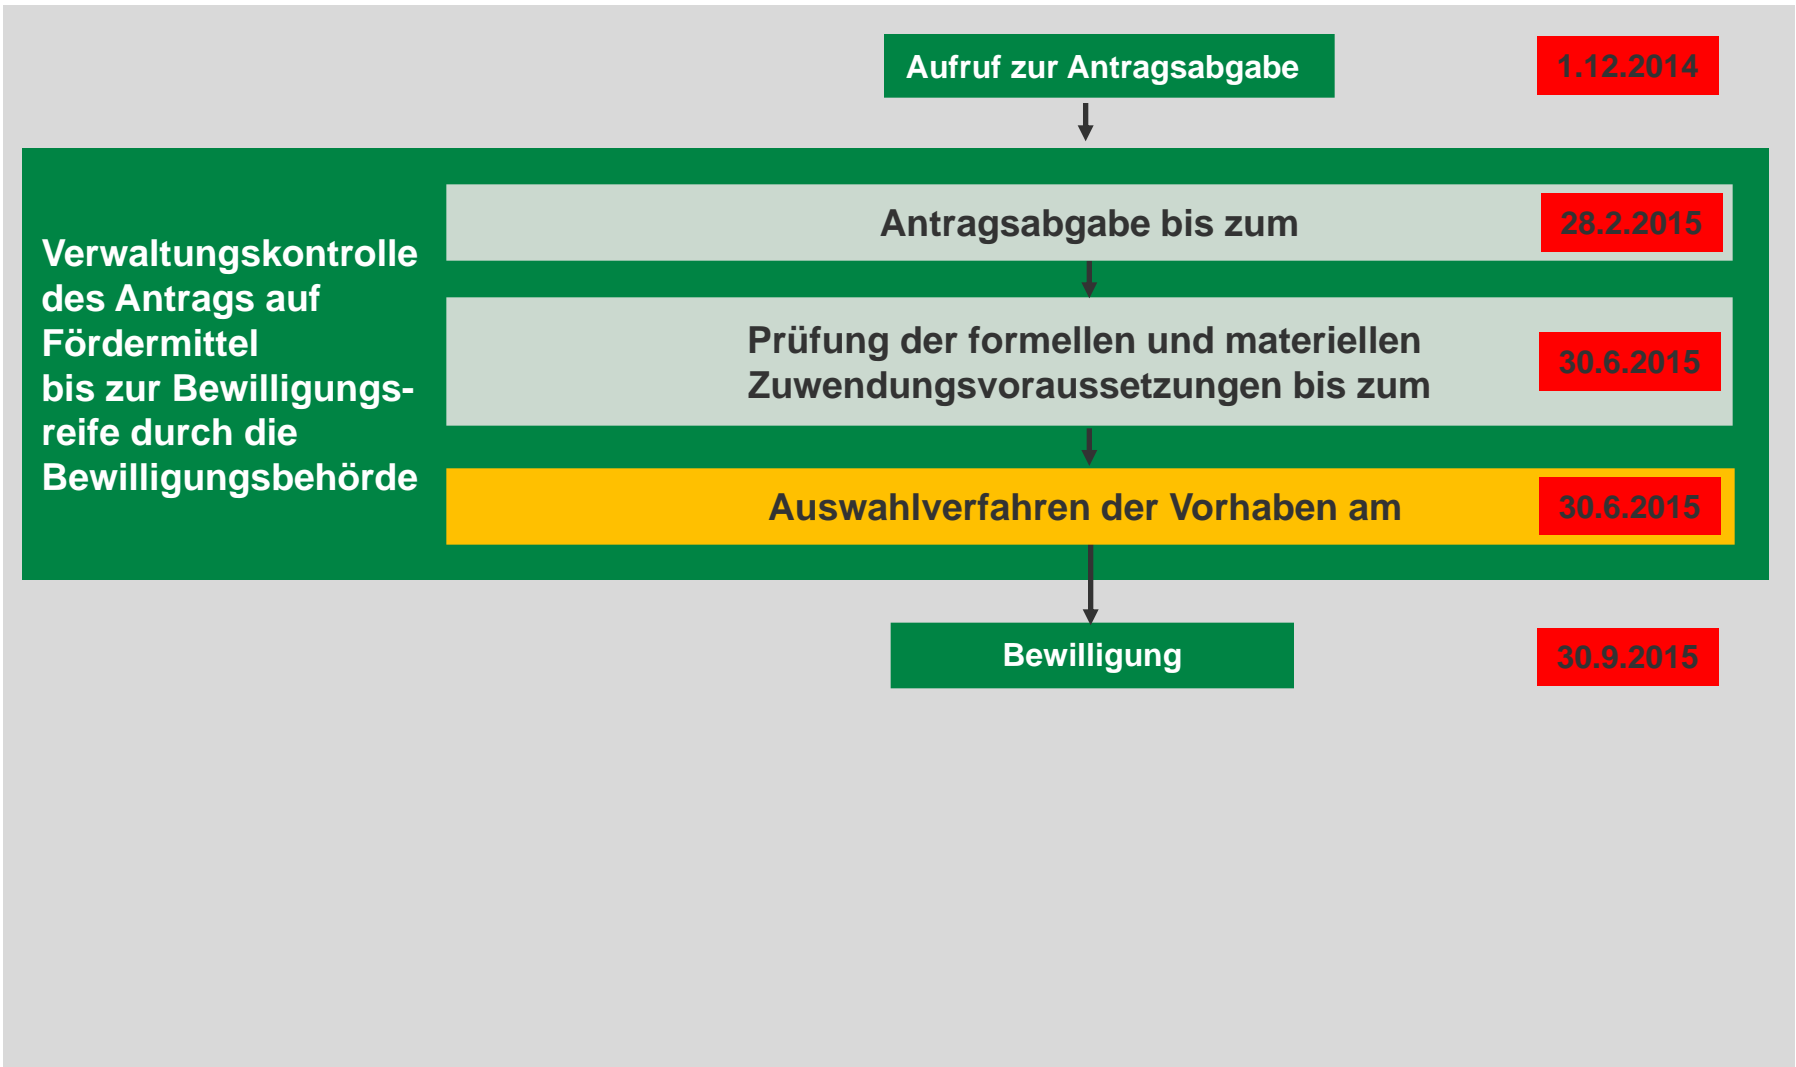 Aufruf zur Antragsabgabe
1.12.2014
Verwaltungskontrolle
des Antrags auf
Fördermittel
bis zur Bewilligungs-
reife durch die
Bewilligungsbehörde
Antragsabgabe bis zum
28.2.2015
Prüfung der formellen und materiellen
Zuwendungsvoraussetzungen bis zum
30.6.2015
Auswahlverfahren der Vorhaben am
30.6.2015
Bewilligung
30.9.2015